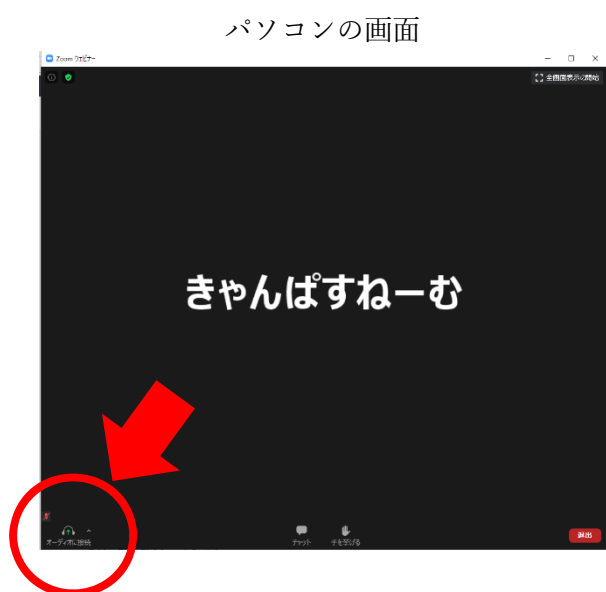 パソコンの画面
Zoom ウェビナー
全画面表示の開始
きゃんぱすねーむ
オーディオに接続
チャット
手を挙げる
退出